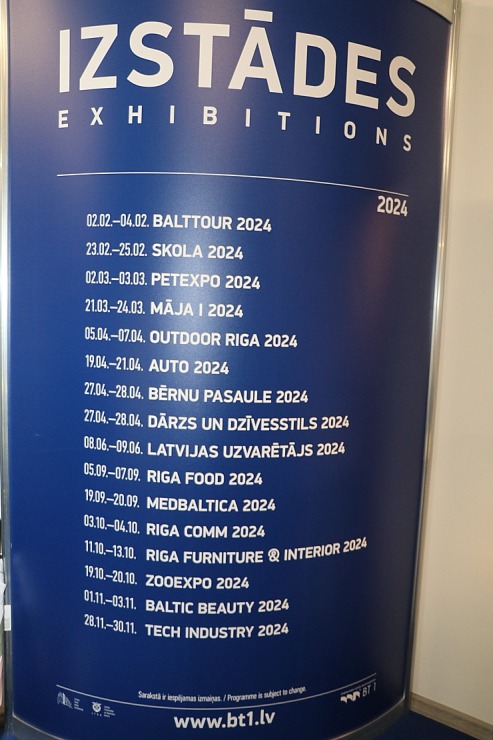 IZSTĀDES
EXHIBITIONS
2024
02.02.–04.02. BALTTOUR 2024
23.02.–25.02. SKOLA 2024
02.03.–03.03. PETEXPO 2024
21.03.–24.03. MĀJA I 2024
05.04.–07.04. OUTDOOR RIGA 2024
19.04.–21.04. AUTO 2024
27.04.–28.04. BĒRNU PASAULE 2024
27.04.–28.04. DĀRZS UN DZĪVESSTILS 2024
08.06.–09.06. LATVIJAS UZVARĒTĀJS 2024
05.09.–07.09. RIGA FOOD 2024
19.09.–20.09. MEDBALTICA 2024
03.10.–04.10. RIGA COMM 2024
11.10.–13.10. RIGA FURNITURE & INTERIOR 2024
19.10.–20.10. ZOOEXPO 2024
01.11.–03.11. BALTIC BEAUTY 2024
28.11.–30.11. TECH INDUSTRY 2024
Sarakstā ir iespējamas izmaiņas. / Programme is subject to change.
BT 1
www.bt1.lv